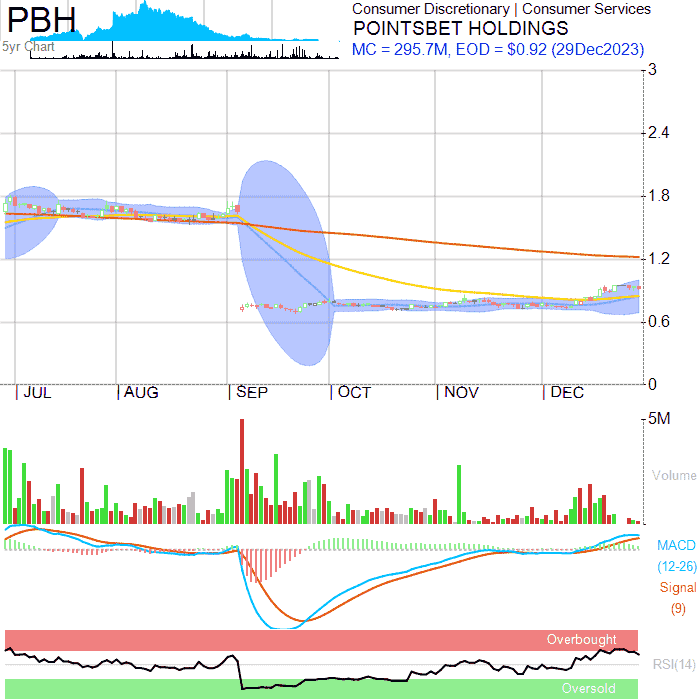 PBH
5yr Chart
Consumer Discretionary | Consumer Services
POINTSBET HOLDINGS
MC = 295.7M, EOD = $0.92 (29Dec2023)
3
2.4
1.8
1.2
0.6
0
JUL AUG SEP OCT NOV DEC
5M
Volume
MACD
(12-26)
Signal
(9)
Overbought
RSI(14)
Oversold